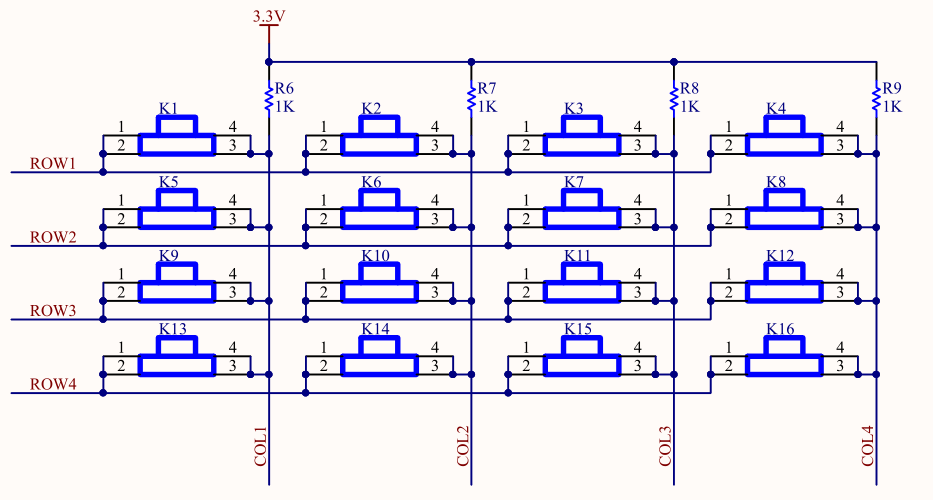 3.3V
R6 R7 R8 R9
1K 1K 1K 1K
K1 K2 K3 K4
1 4 1 4 1 4 1 4
2 3 2 3 2 3 2 3
ROW1
K5 K6 K7 K8
1 4 1 4 1 4 1 4
2 3 2 3 2 3 2 3
ROW2
K9 K10 K11 K12
1 4 1 4 1 4 1 4
2 3 2 3 2 3 2 3
ROW3
K13 K14 K15 K16
1 4 1 4 1 4 1 4
2 3 2 3 2 3 2 3
ROW4
COL1 COL2 COL3 COL4